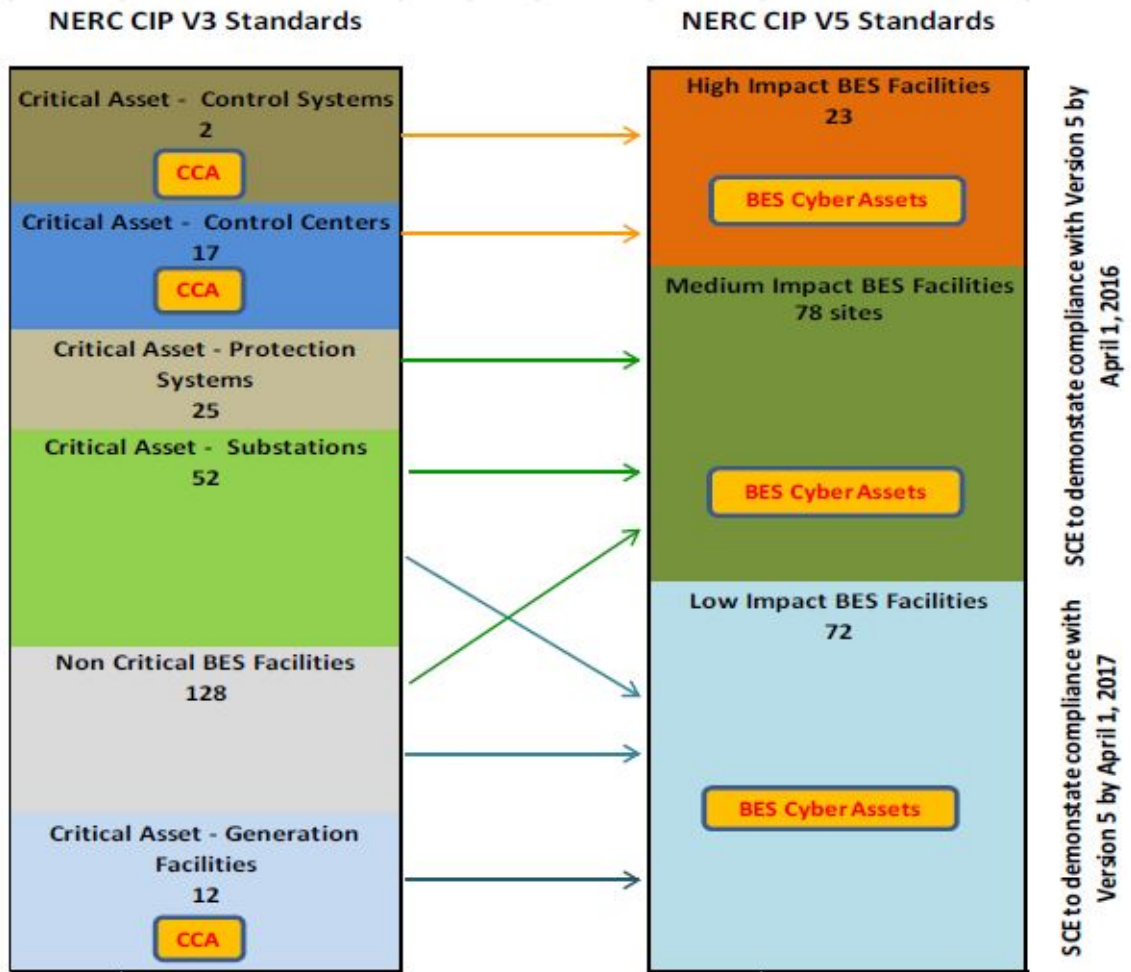 NERC CIP V3 Standards
NERC CIP V5 Standards
Critical Asset - Control Systems
2
CCA
Critical Asset - Control Centers
17
CCA
Critical Asset - Protection
Systems
25
Critical Asset - Substations
52
Non Critical BES Facilities
128
Critical Asset - Generation
Facilities
12
CCA
High Impact BES Facilities
23
BES Cyber Assets
Medium Impact BES Facilities
78 sites
BES Cyber Assets
Low Impact BES Facilities
72
BES Cyber Assets
SCE to demonstate compliance with Version 5 by
April 1, 2016
SCE to demonstate compliance with
Version 5 by April 1, 2017